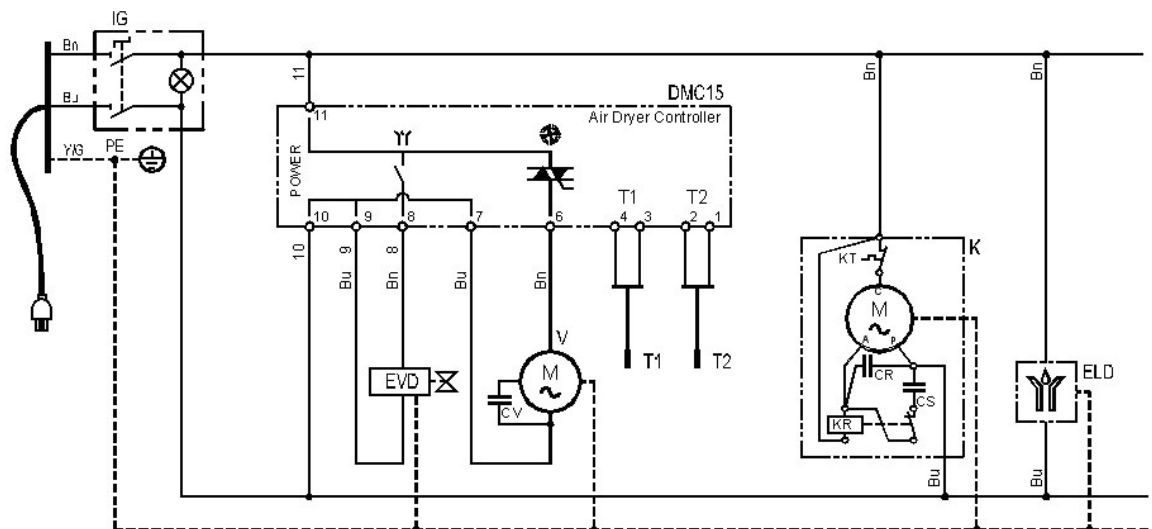 IG
Bn
Bu
Y/G
PE
11
DMC15
Air Dryer Controller
11
POWER
T1
T2
10
9
8
7
6
4
3
2
1
10
9
8
Bu
Bn
Bu
Bn
V
M
EVD
CV
T1
T2
Bn
K
KT
C
M
A
P
CR
CS
KR
Bu
Bn
ELD
Bu